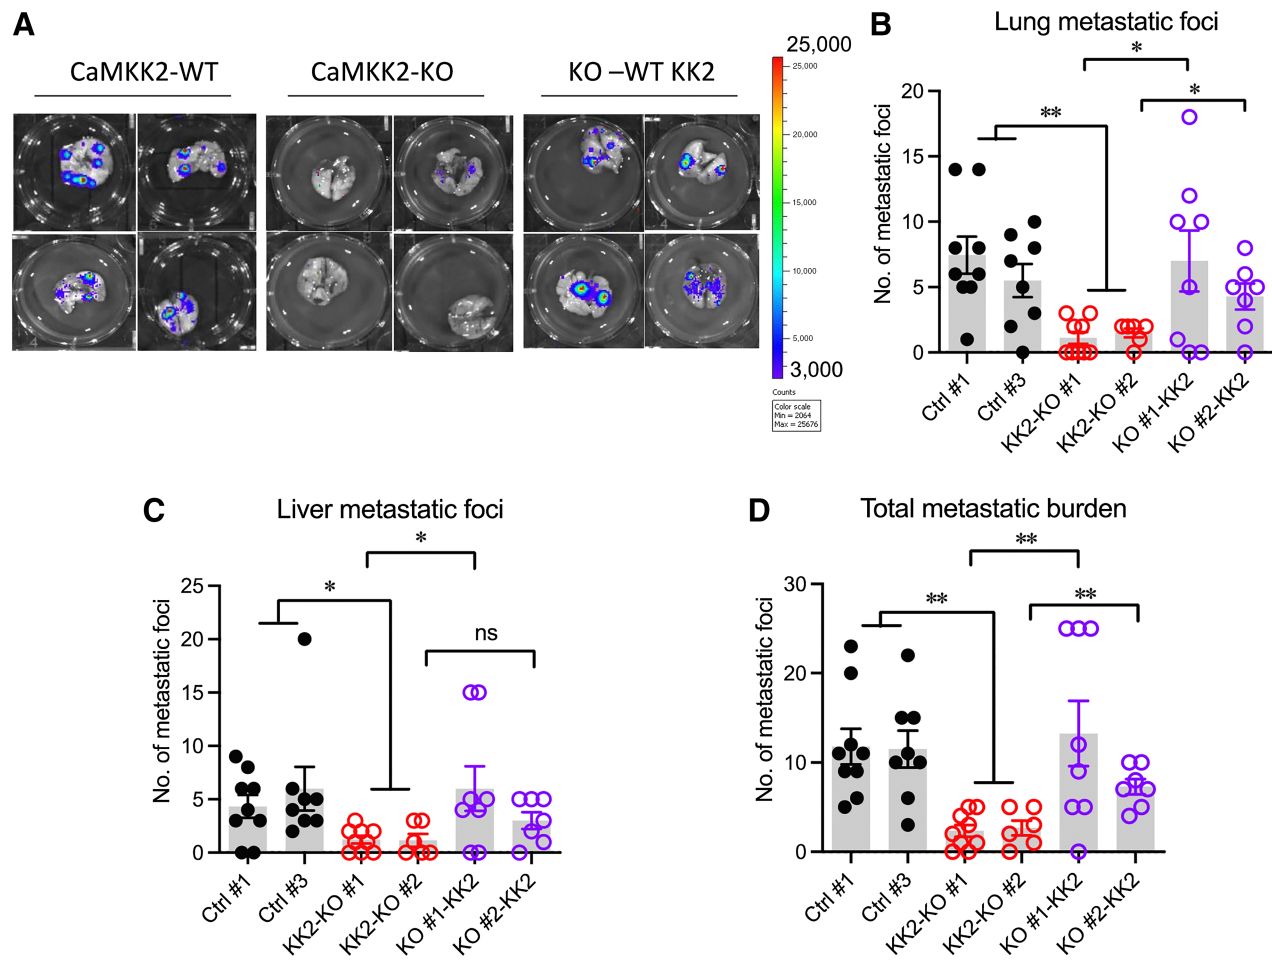 A
CaMKK2-WT
CaMKK2-KO
KO –WT KK2
25,000
25,000
20,000
15,000
10,000
5,000
3,000
Counts
Color scale
Min = 2064
Max = 25676
B
Lung metastatic foci
*
*
**
No. of metastatic foci
20
15
10
5
0
Ctrl #1
Ctrl #3
KK2-KO #1
KK2-KO #2
KO #1-KK2
KO #2-KK2
C
Liver metastatic foci
*
*
ns
No. of metastatic foci
25
20
15
10
5
0
Ctrl #1
Ctrl #3
KK2-KO #1
KK2-KO #2
KO #1-KK2
KO #2-KK2
D
Total metastatic burden
**
**
**
No. of metastatic foci
30
20
10
0
Ctrl #1
Ctrl #3
KK2-KO #1
KK2-KO #2
KO #1-KK2
KO #2-KK2